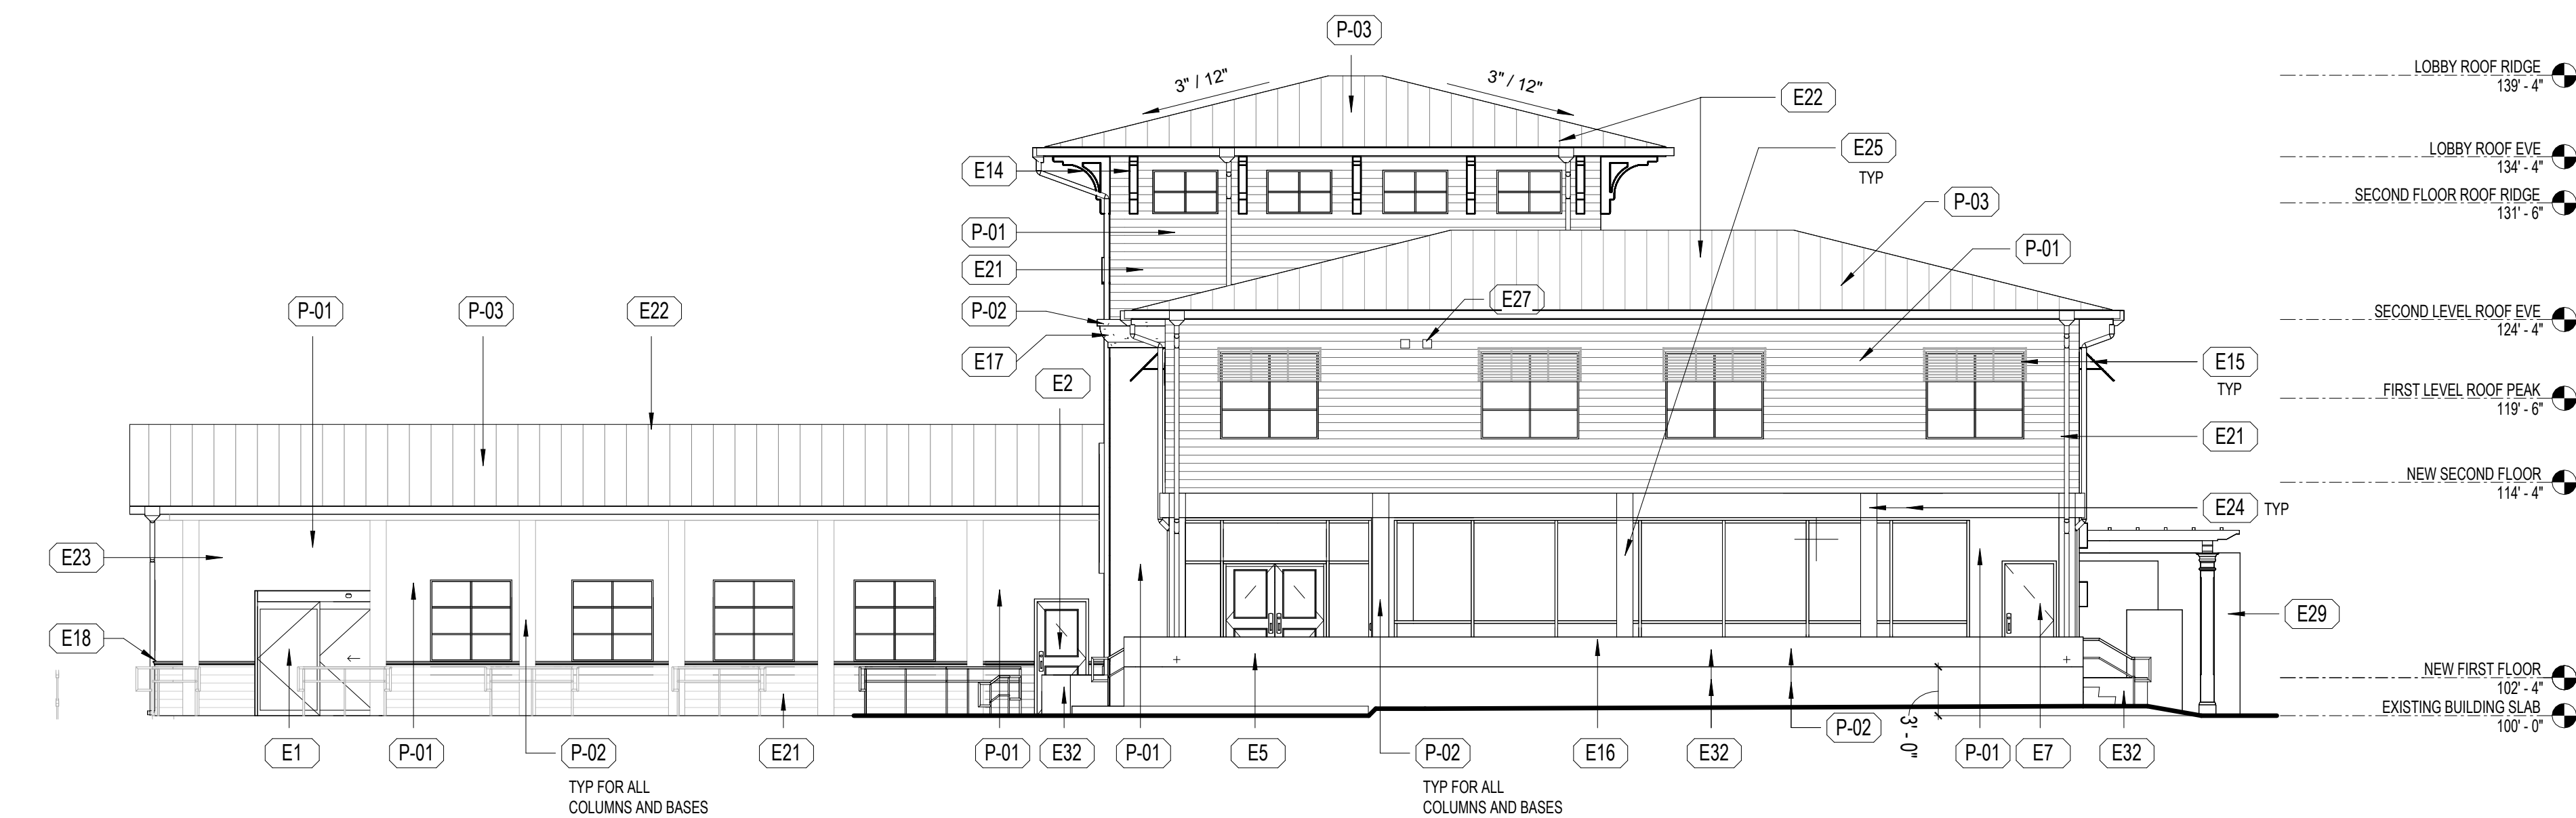 P-03
3" / 12"
3" / 12"
LOBBY ROOF RIDGE
139' - 4"
E22
E25
TYP
LOBBY ROOF EVE
134' - 4"
E14
SECOND FLOOR ROOF RIDGE
131' - 6"
P-03
P-01
P-01
E21
E27
P-01
P-03
E22
P-02
SECOND LEVEL ROOF EVE
124' - 4"
E17
E15
TYP
E2
FIRST LEVEL ROOF PEAK
119' - 6"
E21
NEW SECOND FLOOR
114' - 4"
E24
TYP
E23
E29
E18
NEW FIRST FLOOR
102' - 4"
EXISTING BUILDING SLAB
100' - 0"
P-02
3' - 0"
E1
P-01
P-02
E21
P-01
E32
P-01
E5
P-02
E16
E32
P-01
E7
E32
TYP FOR ALL
COLUMNS AND BASES
TYP FOR ALL
COLUMNS AND BASES